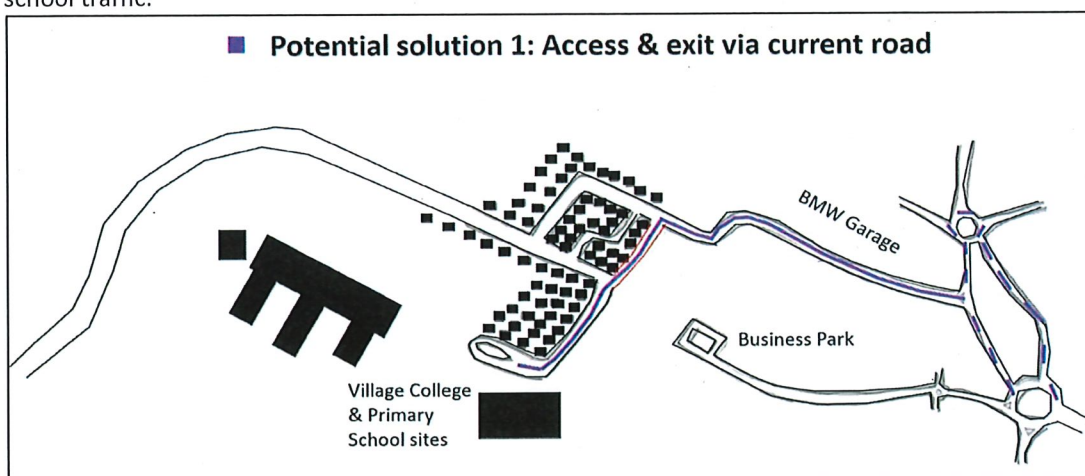 school traffic.
Potential solution 1: Access & exit via current road
BMW Garage
Business Park
Village College
& Primary
School sites